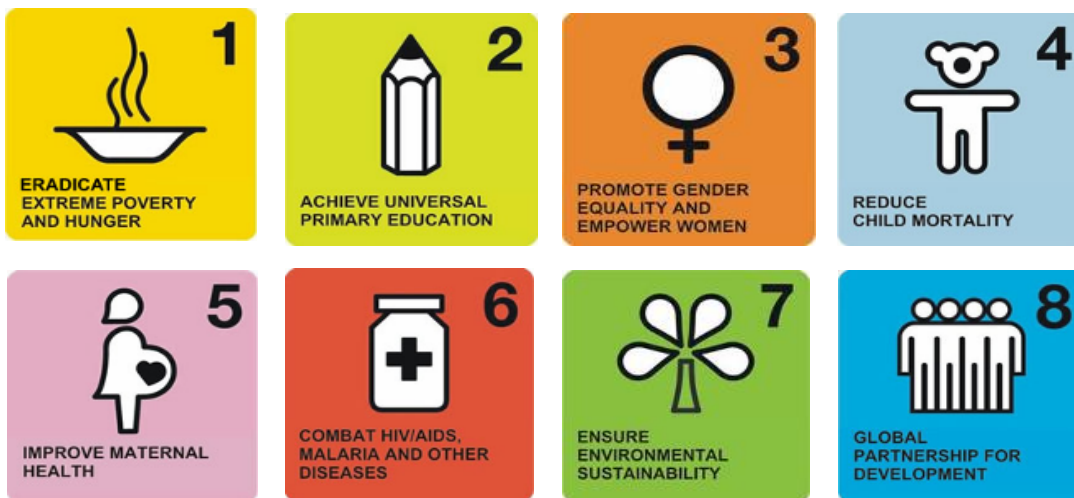 1
ERADICATE
EXTREME POVERTY
AND HUNGER
2
ACHIEVE UNIVERSAL
PRIMARY EDUCATION
3
PROMOTE GENDER
EQUALITY AND
EMPOWER WOMEN
4
REDUCE
CHILD MORTALITY
5
IMPROVE MATERNAL
HEALTH
6
COMBAT HIV/AIDS,
MALARIA AND OTHER
DISEASES
7
ENSURE
ENVIRONMENTAL
SUSTAINABILITY
8
GLOBAL
PARTNERSHIP FOR
DEVELOPMENT